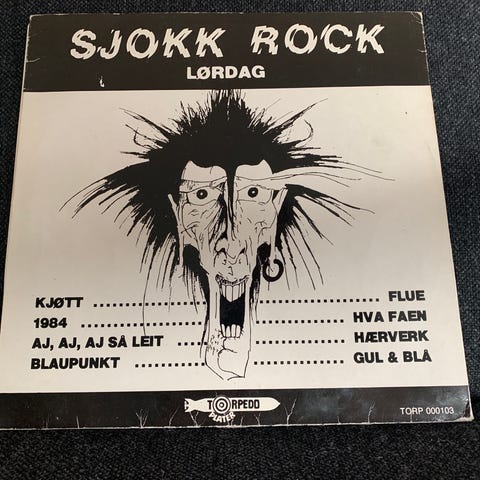 SJOKK ROCK
LØRDAG
KJØTT ........................................ FLUE
1984 ........................................ HVA FAEN
AJ, AJ, AJ SÅ LEIT ........................ HÆRVERK
BLAUPUNKT ........................................ GUL & BLÅ
TORPEDO
PLATER
TORP 000103